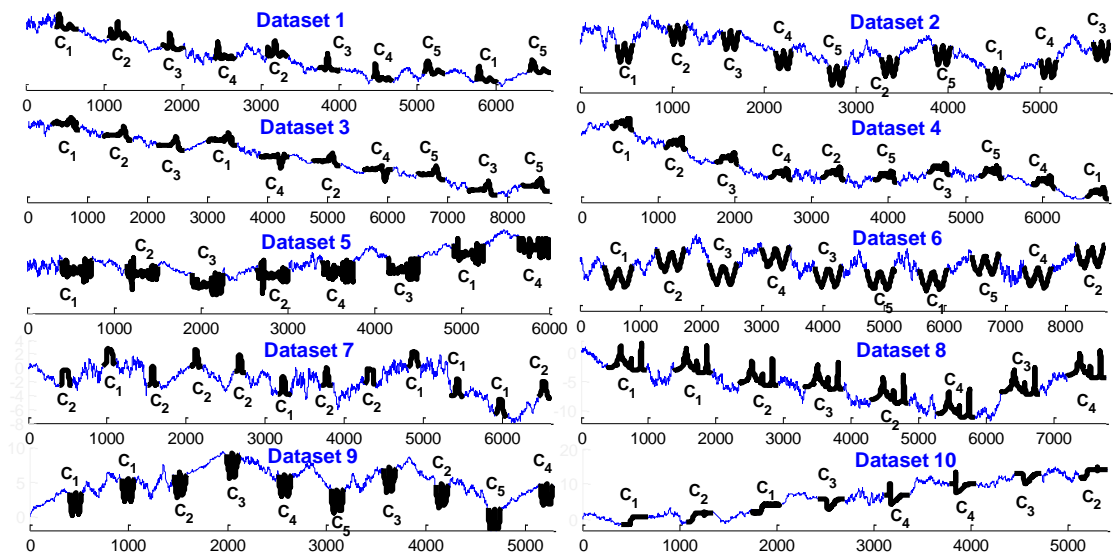 Dataset 1
C1 C2 C3 C4 C2 C3 C4 C5 C1 C5
0 1000 2000 3000 4000 5000 6000
Dataset 2
C1 C2 C3 C4 C5 C2 C5 C1 C4 C3
0 1000 2000 3000 4000 5000
Dataset 3
C1 C2 C3 C1 C4 C2 C4 C5 C3 C5
0 1000 2000 3000 4000 5000 6000 7000 8000
Dataset 4
C1 C2 C3 C4 C2 C5 C3 C5 C4 C1
0 1000 2000 3000 4000 5000 6000
Dataset 5
C1 C2 C3 C2 C4 C3 C1 C4
0 1000 2000 3000 4000 5000 6000
Dataset 6
C1 C2 C3 C4 C3 C5 C1 C5 C4 C2
0 1000 2000 3000 4000 5000 6000 7000 8000
Dataset 7
4
2
0
-2
-4
-6
-8
C2 C1 C2 C2 C2 C1 C2 C2 C1 C1 C1 C2
0 1000 2000 3000 4000 5000 6000
Dataset 8
0
-5
-10
C1 C1 C2 C3 C2 C4 C3 C4
0 1000 2000 3000 4000 5000 6000 7000
Dataset 9
10
5
0
C1 C1 C2 C3 C4 C5 C3 C2 C5 C4
0 1000 2000 3000 4000 5000
Dataset 10
20
10
0
C1 C2 C1 C3 C4 C4 C3 C2
0 1000 2000 3000 4000 5000